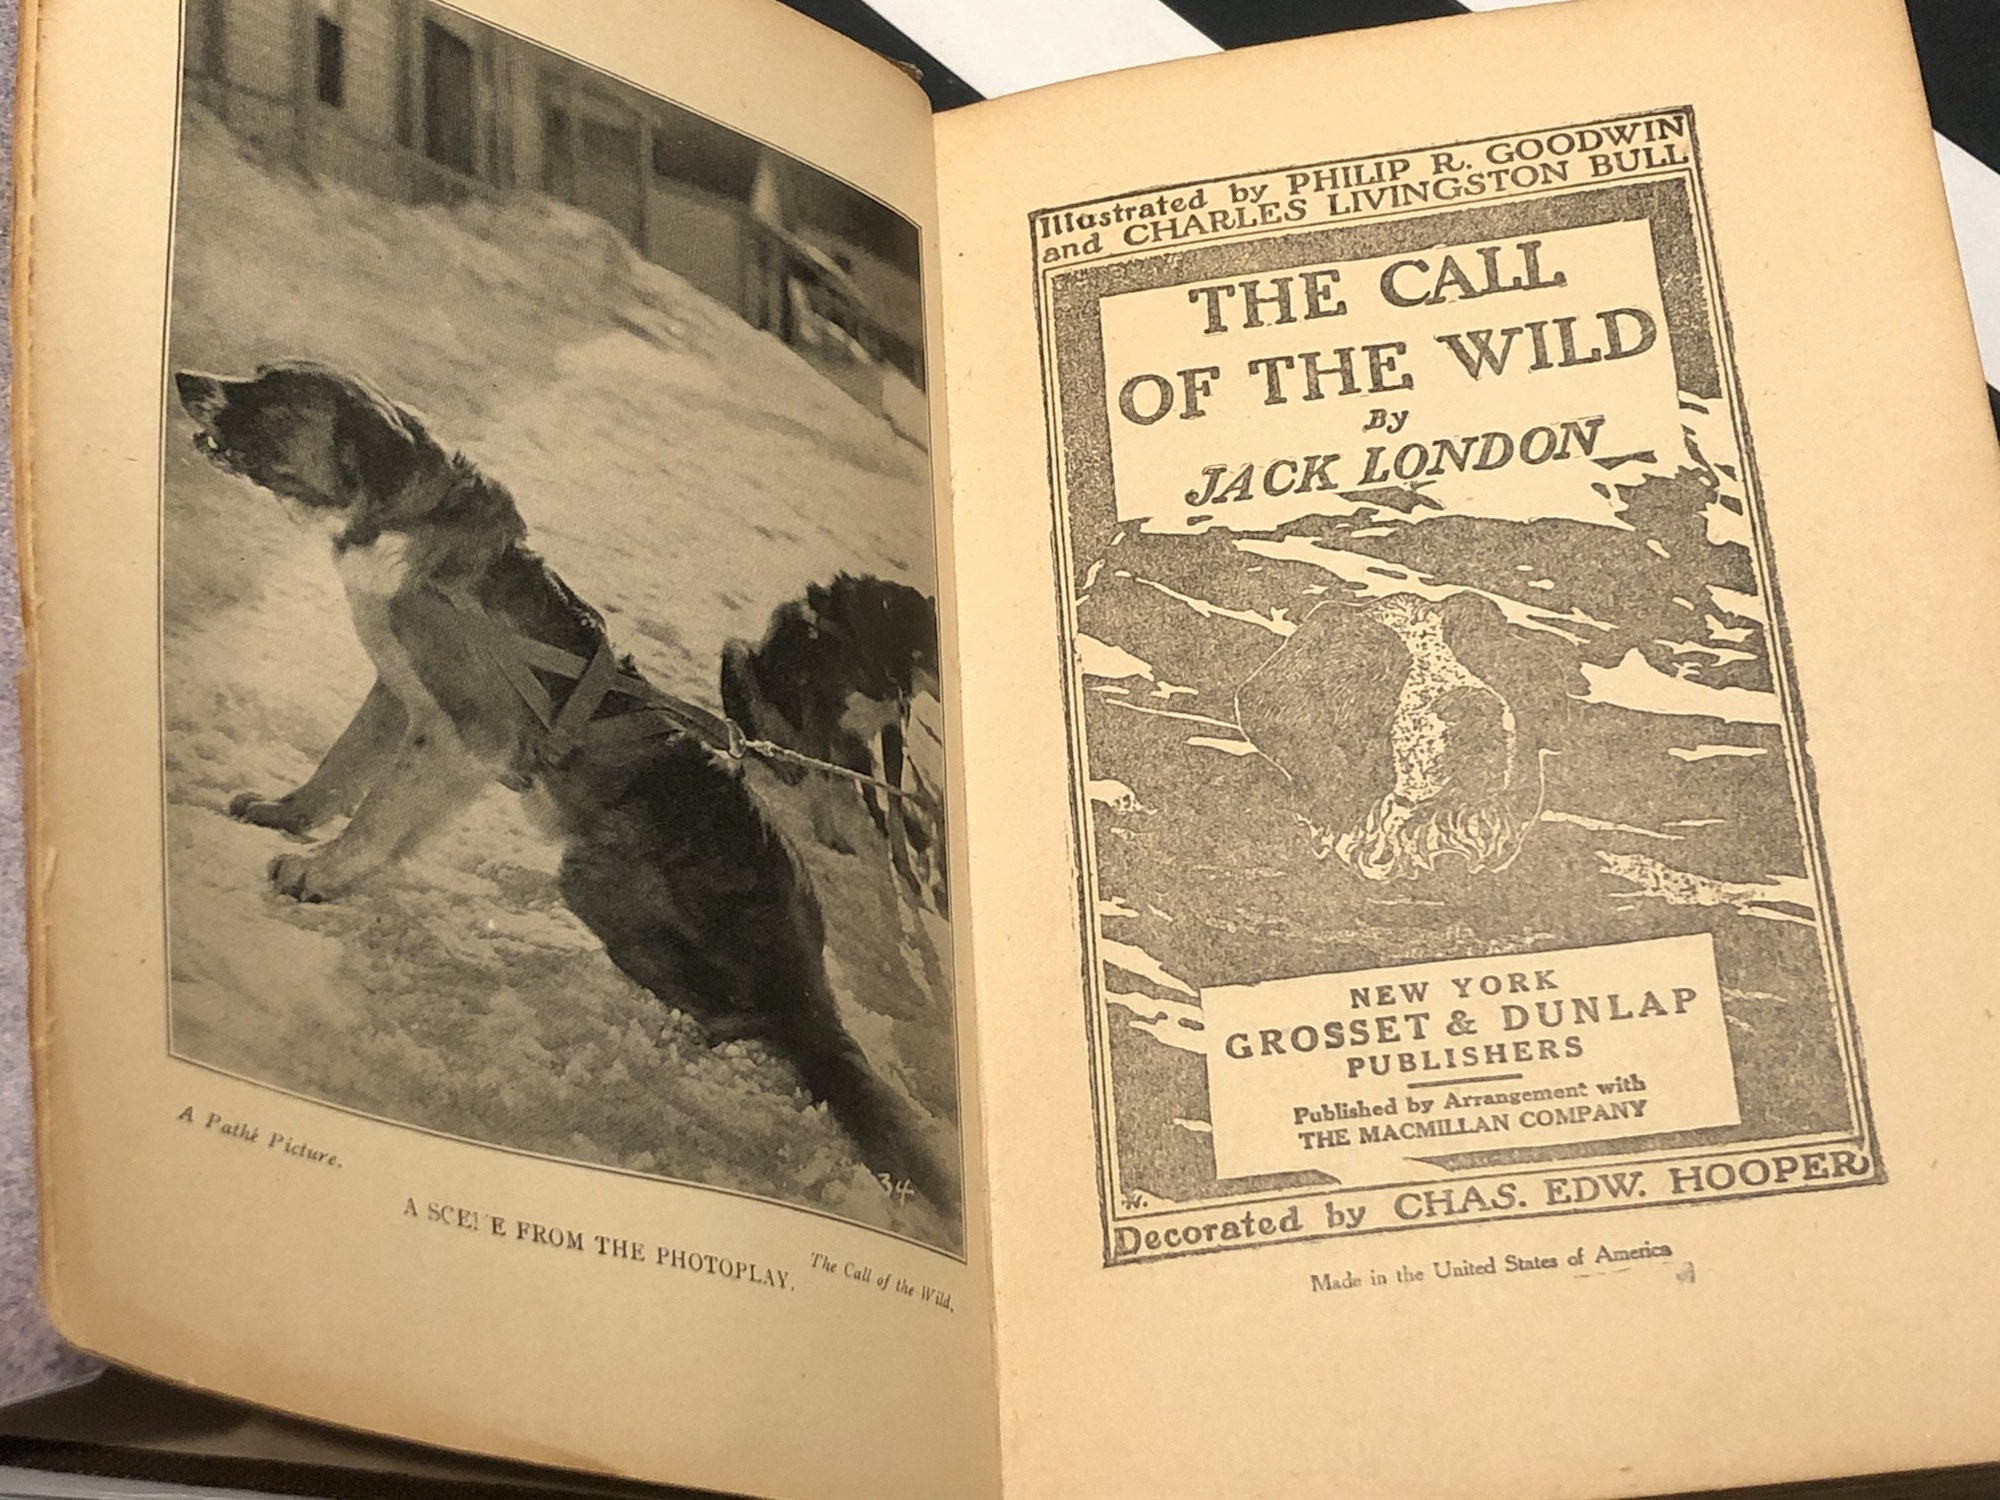 34
A Pathé Picture.
The Call of the Wild.
A SCENE FROM THE PHOTOPLAY.
Illustrated by PHILIP R. GOODWIN
and CHARLES LIVINGSTON BULL
THE CALL
OF THE WILD
By
JACK LONDON
NEW YORK
GROSSET & DUNLAP
PUBLISHERS
Published by Arrangement with
THE MACMILLAN COMPANY
H.
Decorated by CHAS. EDW. HOOPER
Made in the United States of America